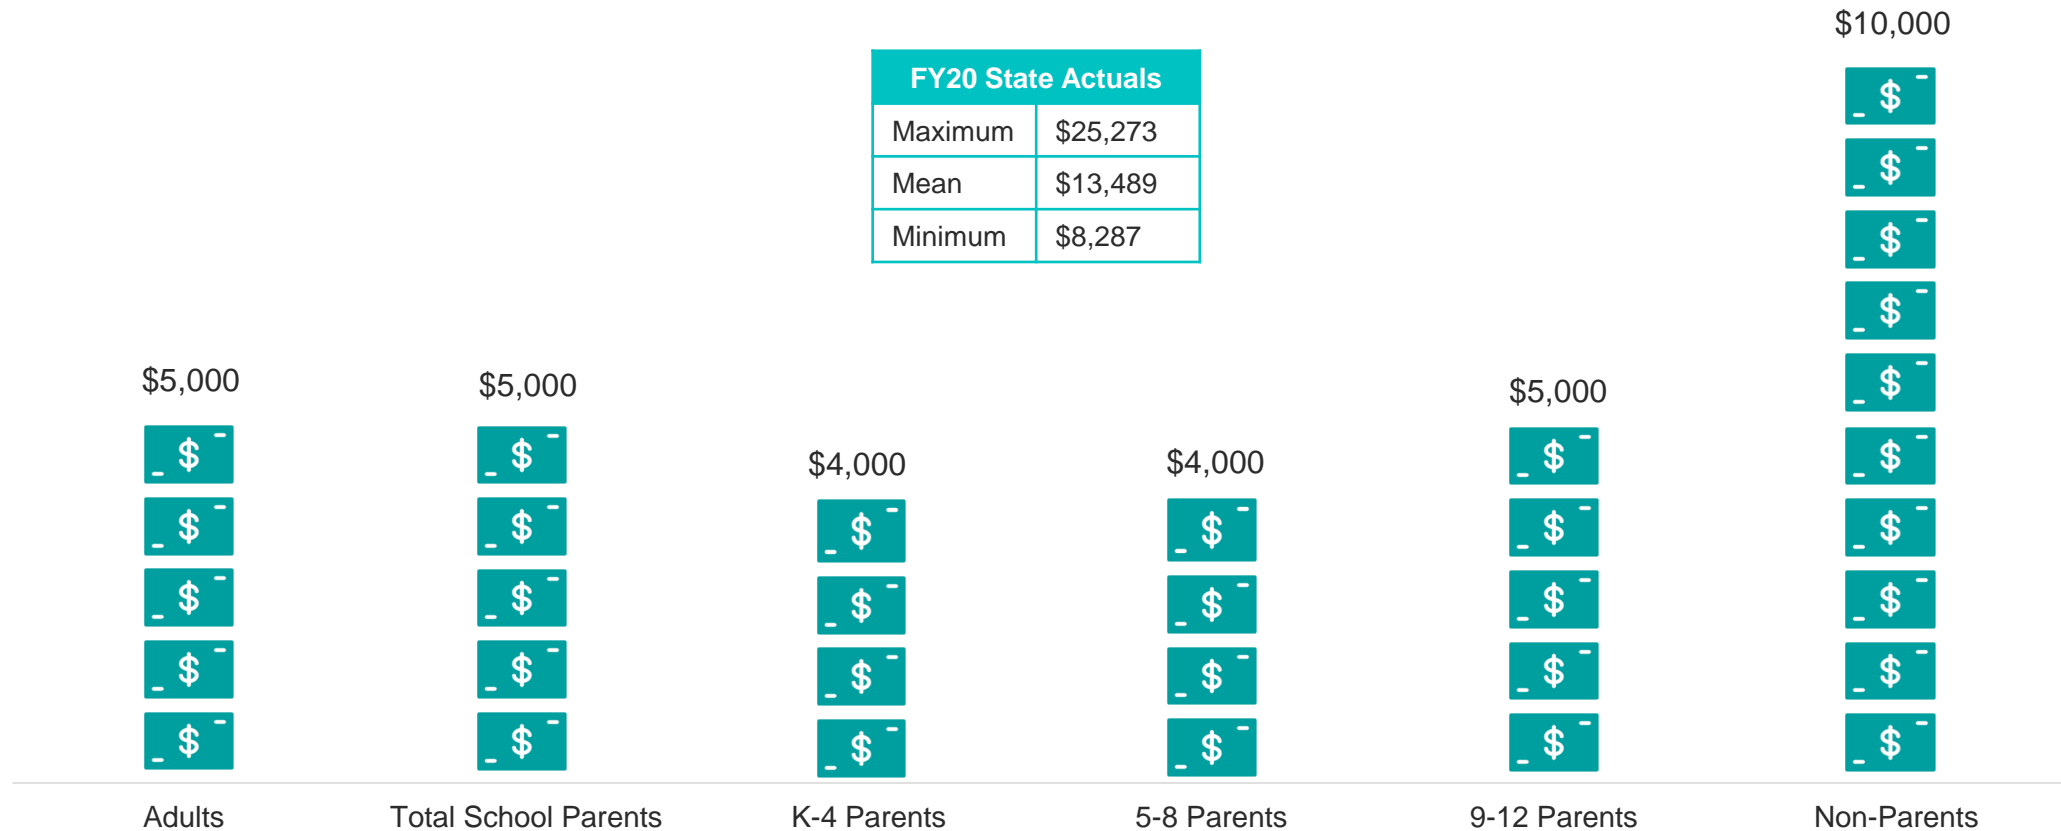 $10,000
FY20 State Actuals
Maximum $25,273
Mean $13,489
Minimum $8,287
$5,000 $5,000 $4,000 $4,000 $5,000
$ $ $ $ $ $
$ $ $ $ $ $
$ $ $ $ $ $
$ $ $ $ $ $
$ $ $ $
$
$
$
$
$
Adults Total School Parents K-4 Parents 5-8 Parents 9-12 Parents Non-Parents